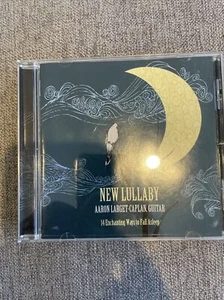 NEW LULLABY
AARON LARGET-CAPLAN, GUITAR
14 Enchanting Ways to Fall Asleep